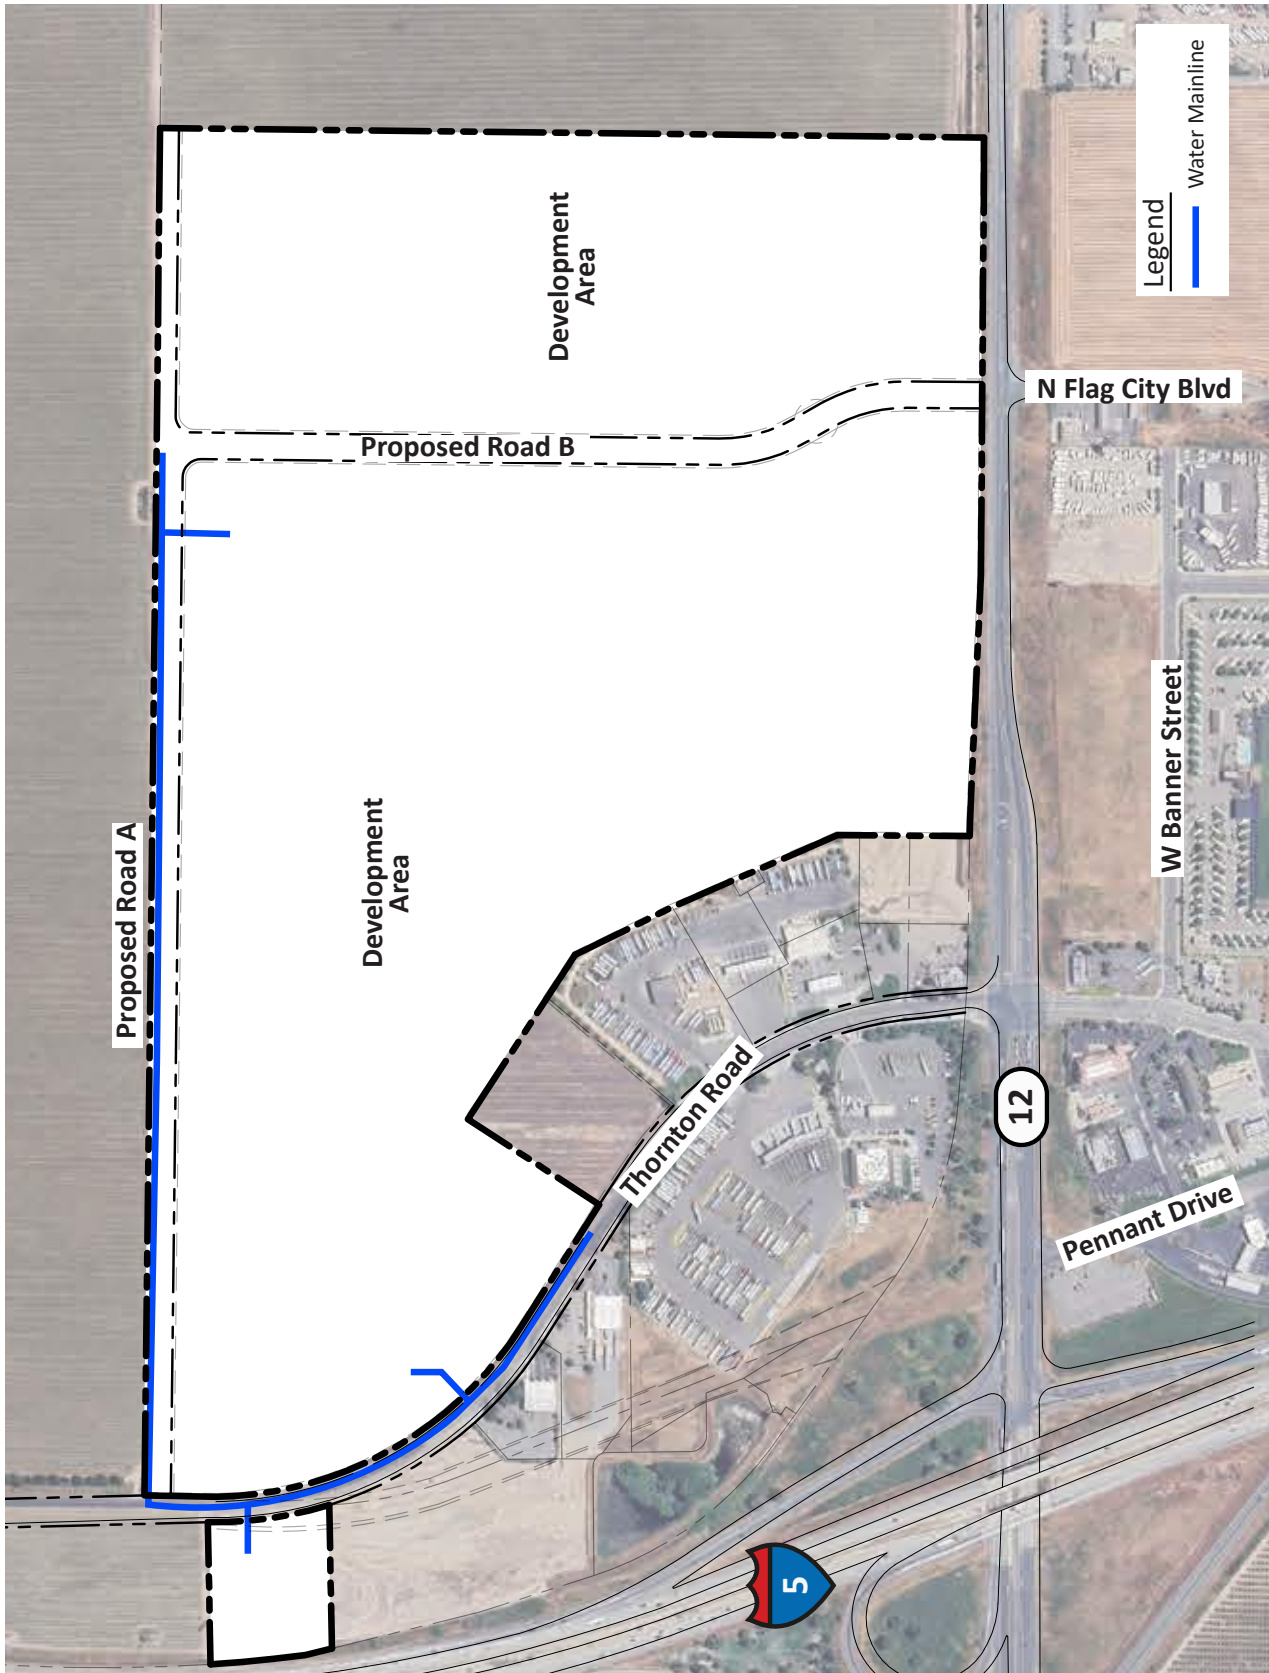 Proposed Road A
Development
Area
Proposed Road B
Development
Area
Thornton Road
N Flag City Blvd
W Banner Street
Pennant Drive
12
5
Legend
Water Mainline